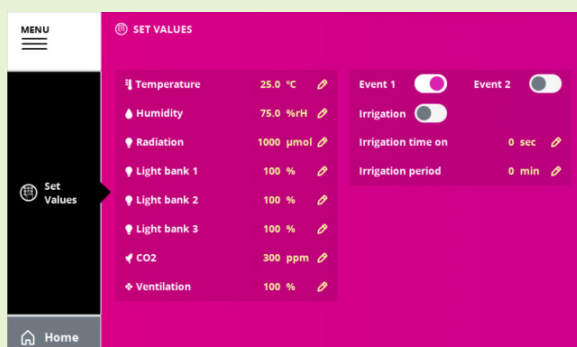 MENU
SET VALUES
Temperature 25.0 °C
Humidity 75.0 %rH
Radiation 1000 µmol
Light bank 1 100 %
Light bank 2 100 %
Light bank 3 100 %
CO2 300 ppm
Ventilation 100 %
Event 1 Event 2
Irrigation
Irrigation time on 0 sec
Irrigation period 0 min
Set
Values
Home